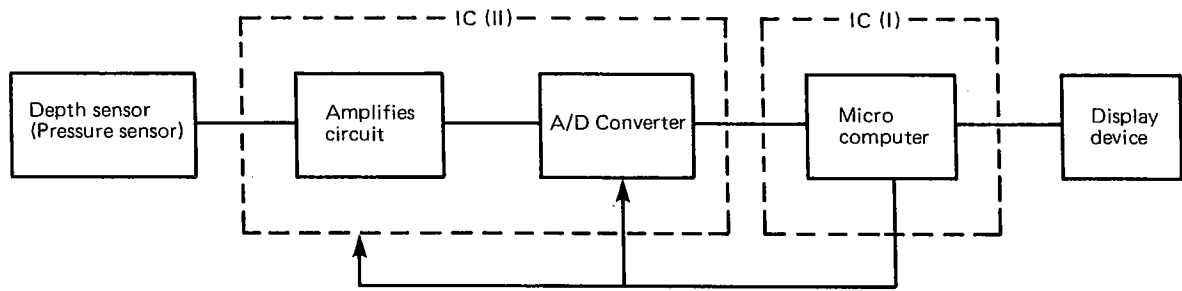 IC (II)
IC (I)
Depth sensor
(Pressure sensor)
Amplifies
circuit
A/D Converter
Micro
computer
Display
device